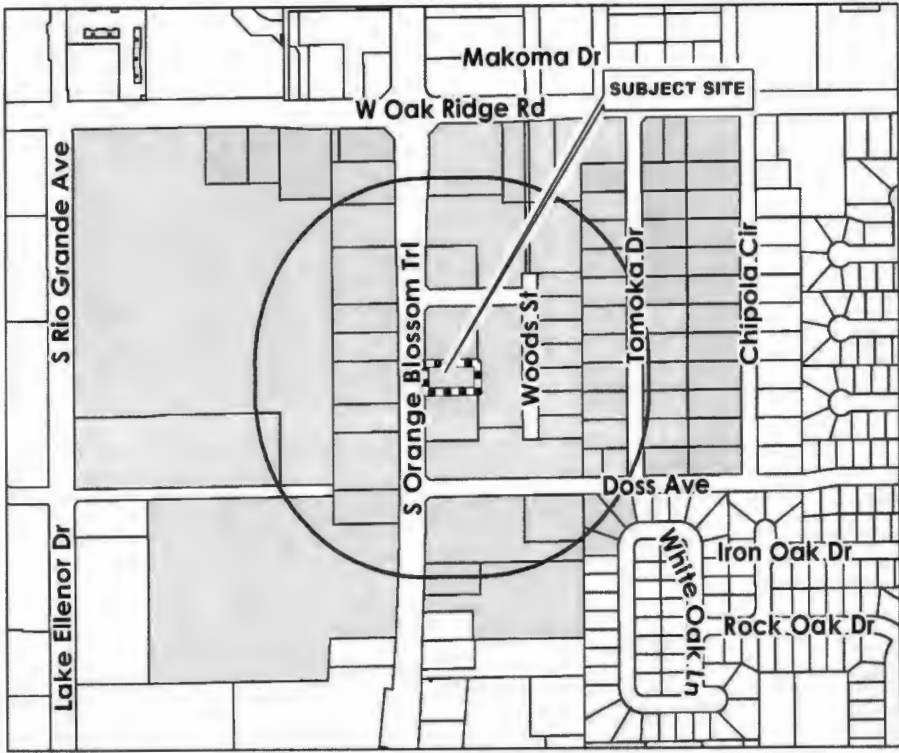 Makoma Dr
SUBJECT SITE
W Oak Ridge Rd
S Rio Grande Ave
S Orange Blossom Trl
Woods St
Tomoka Dr
Chipola Cir
Doss Ave
Lake Ellenor Dr
White Oak Ln
Iron Oak Dr
Rock Oak Dr